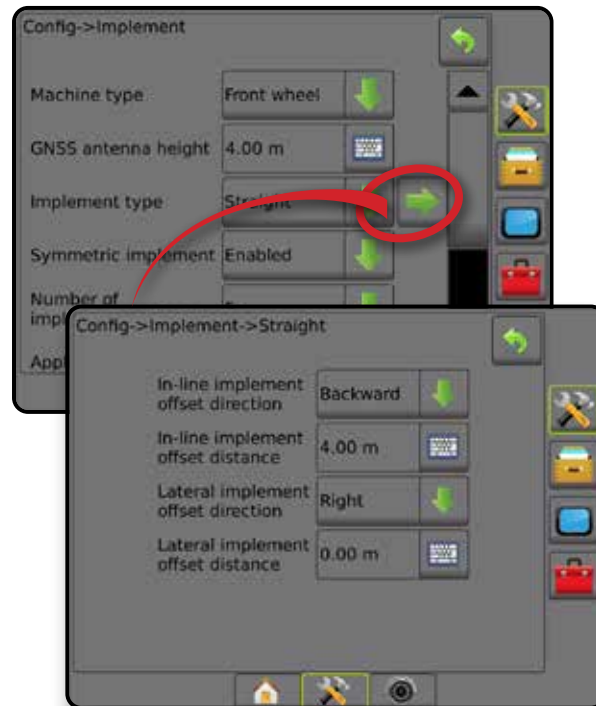 Config->Implement
Machine type
Front wheel
GNSS antenna height
4.00 m
Implement type
Straight
Symmetric implement
Enabled
Number of
Config->Implement->Straight
In-line implement
offset direction
Backward
In-line implement
offset distance
4.00 m
Lateral implement
offset direction
Right
Lateral implement
offset distance
0.00 m